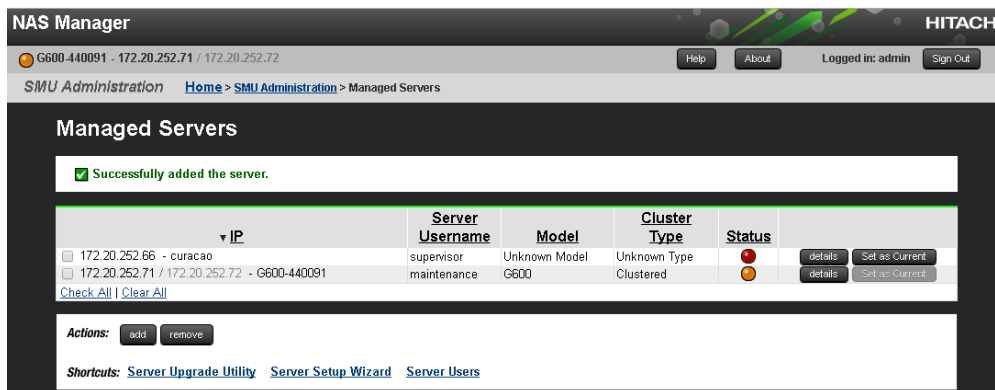 NAS Manager
HITACH
G600-440091 - 172.20.252.71 / 172.20.252.72
Help
About
Logged in: admin
Sign Out
SMU Administration
Home > SMU Administration > Managed Servers
Managed Servers
Successfully added the server.
▼ IP
Server Username
Model
Cluster Type
Status
172.20.252.66 - curacao
supervisor
Unknown Model
Unknown Type
details
Set as Current
172.20.252.71 / 172.20.252.72 - G600-440091
maintenance
G600
Clustered
details
Set as Current
Check All | Clear All
Actions:
add
remove
Shortcuts: Server Upgrade Utility Server Setup Wizard Server Users